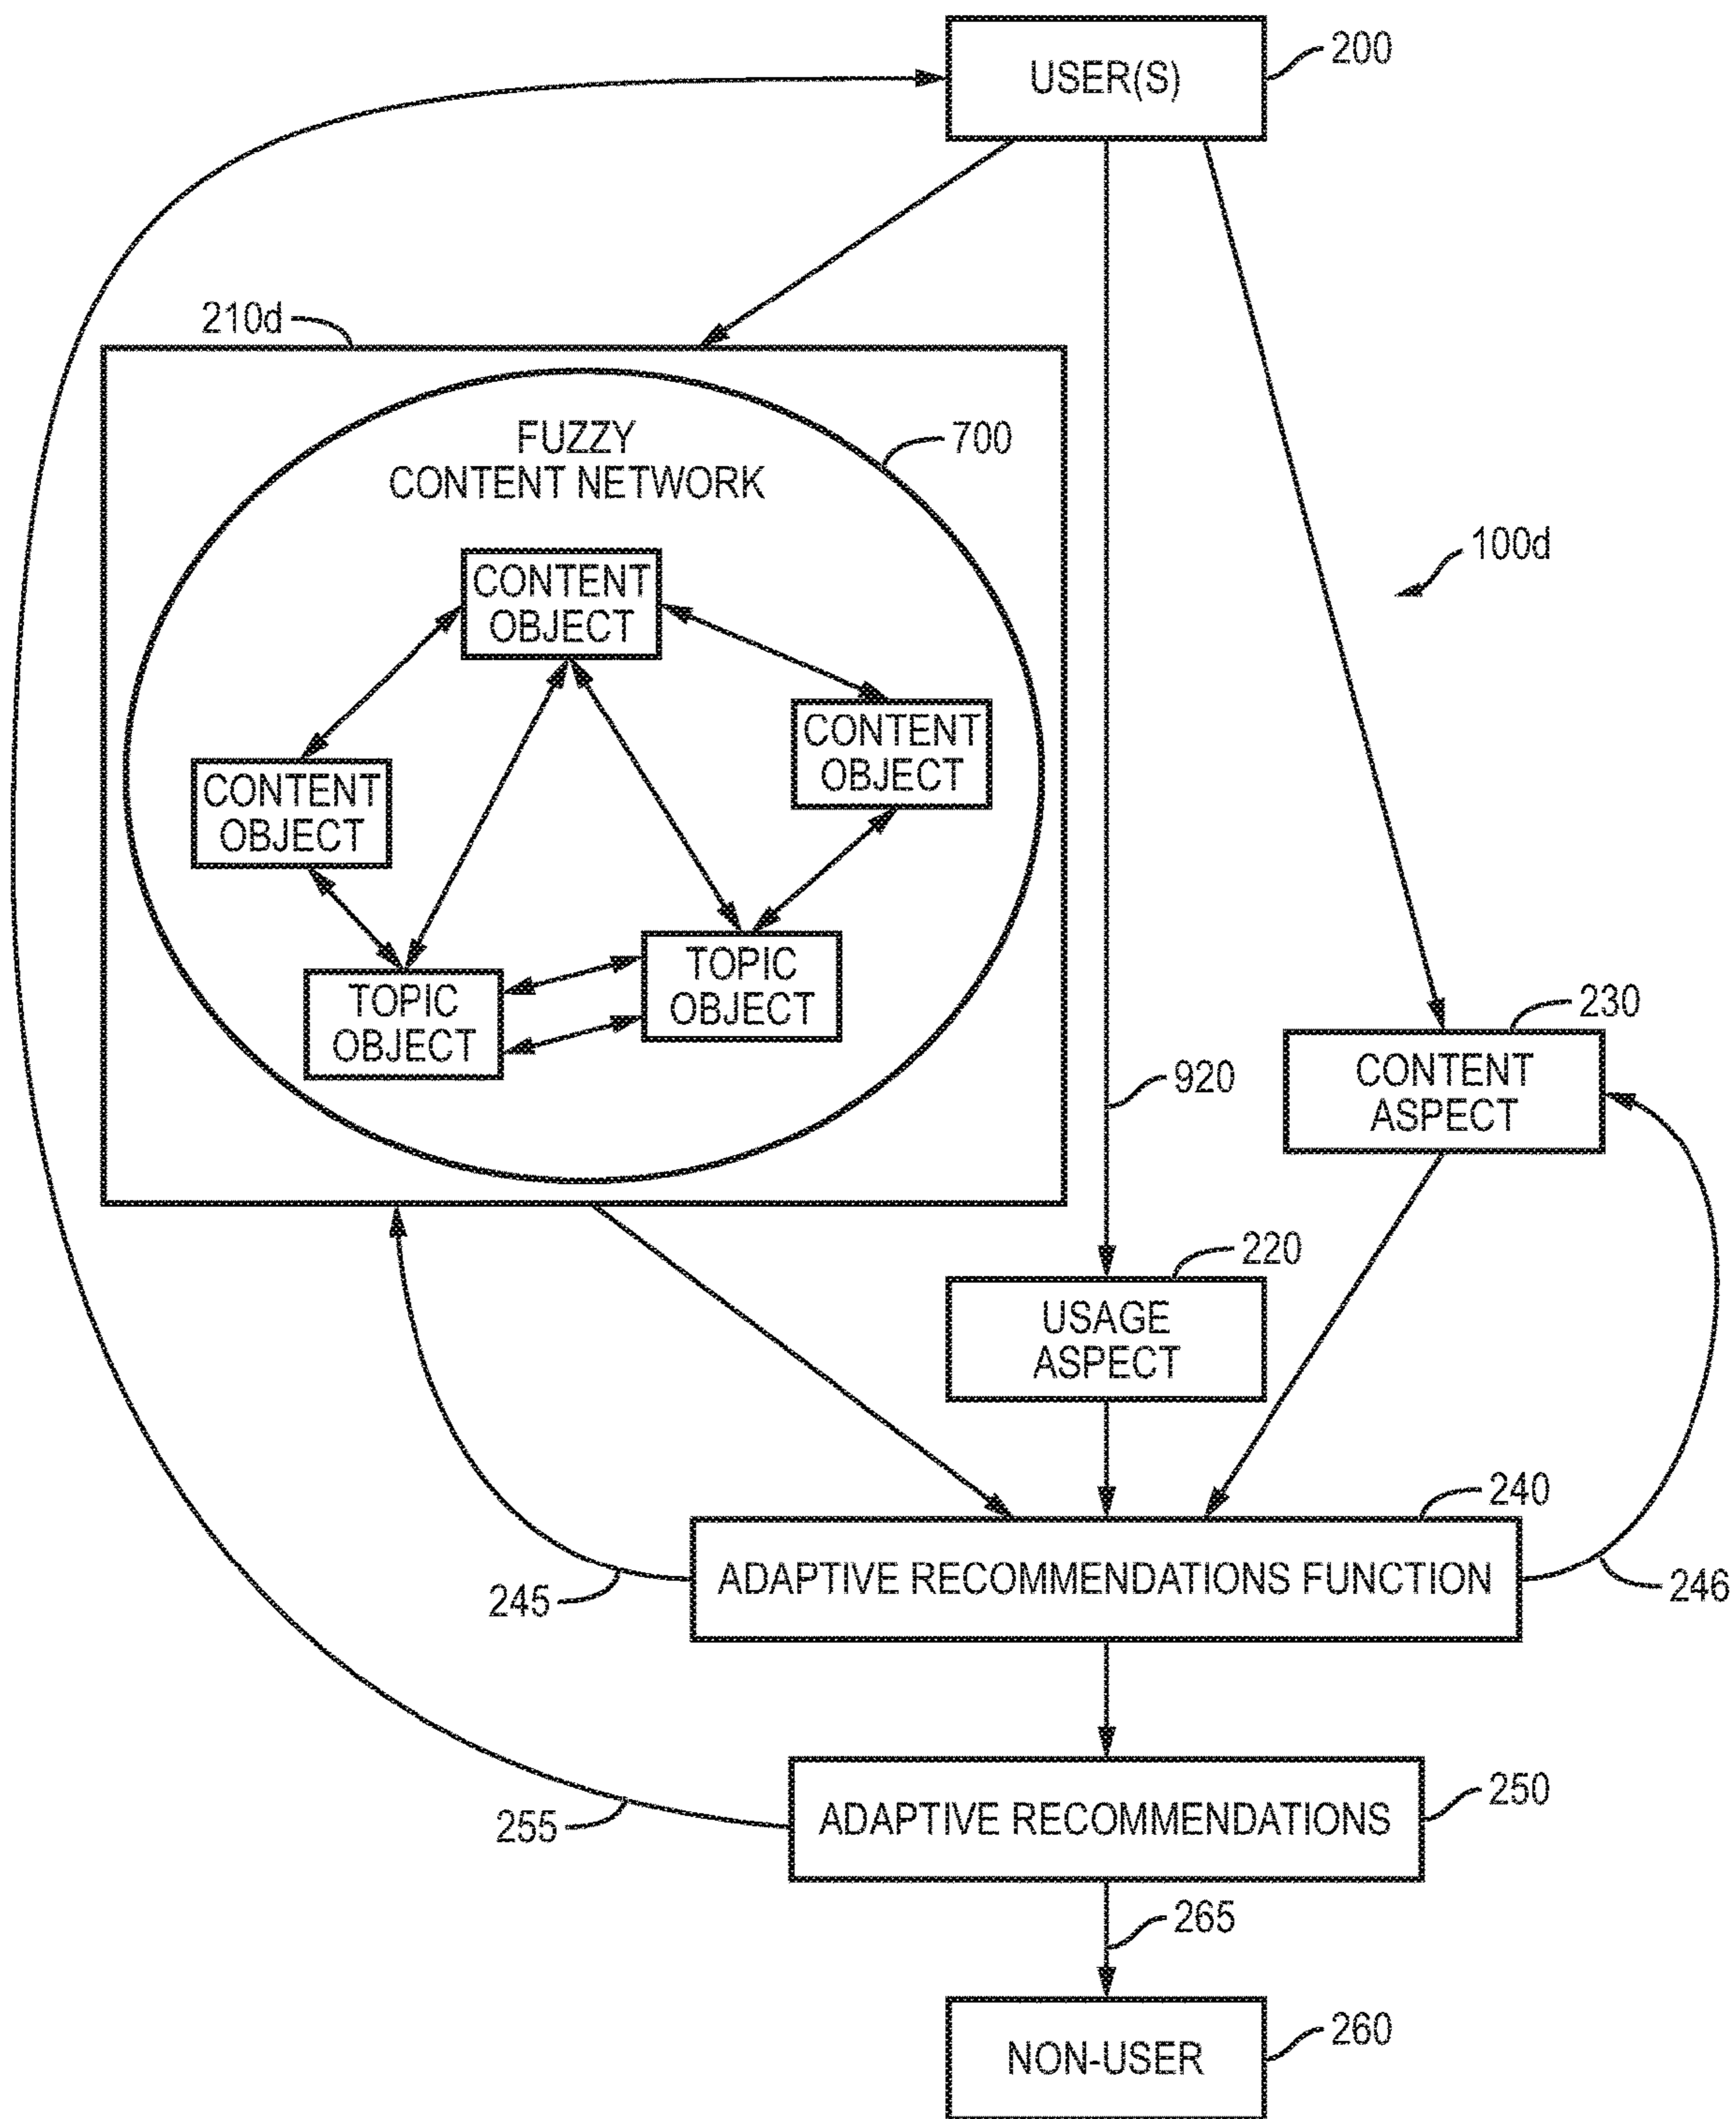 USER(S)
200
210d
FUZZY
CONTENT NETWORK
700
100d
CONTENT
OBJECT
CONTENT
OBJECT
CONTENT
OBJECT
TOPIC
OBJECT
TOPIC
OBJECT
230
CONTENT
ASPECT
920
220
USAGE
ASPECT
240
ADAPTIVE RECOMMENDATIONS FUNCTION
245
246
250
ADAPTIVE RECOMMENDATIONS
255
265
NON-USER
260